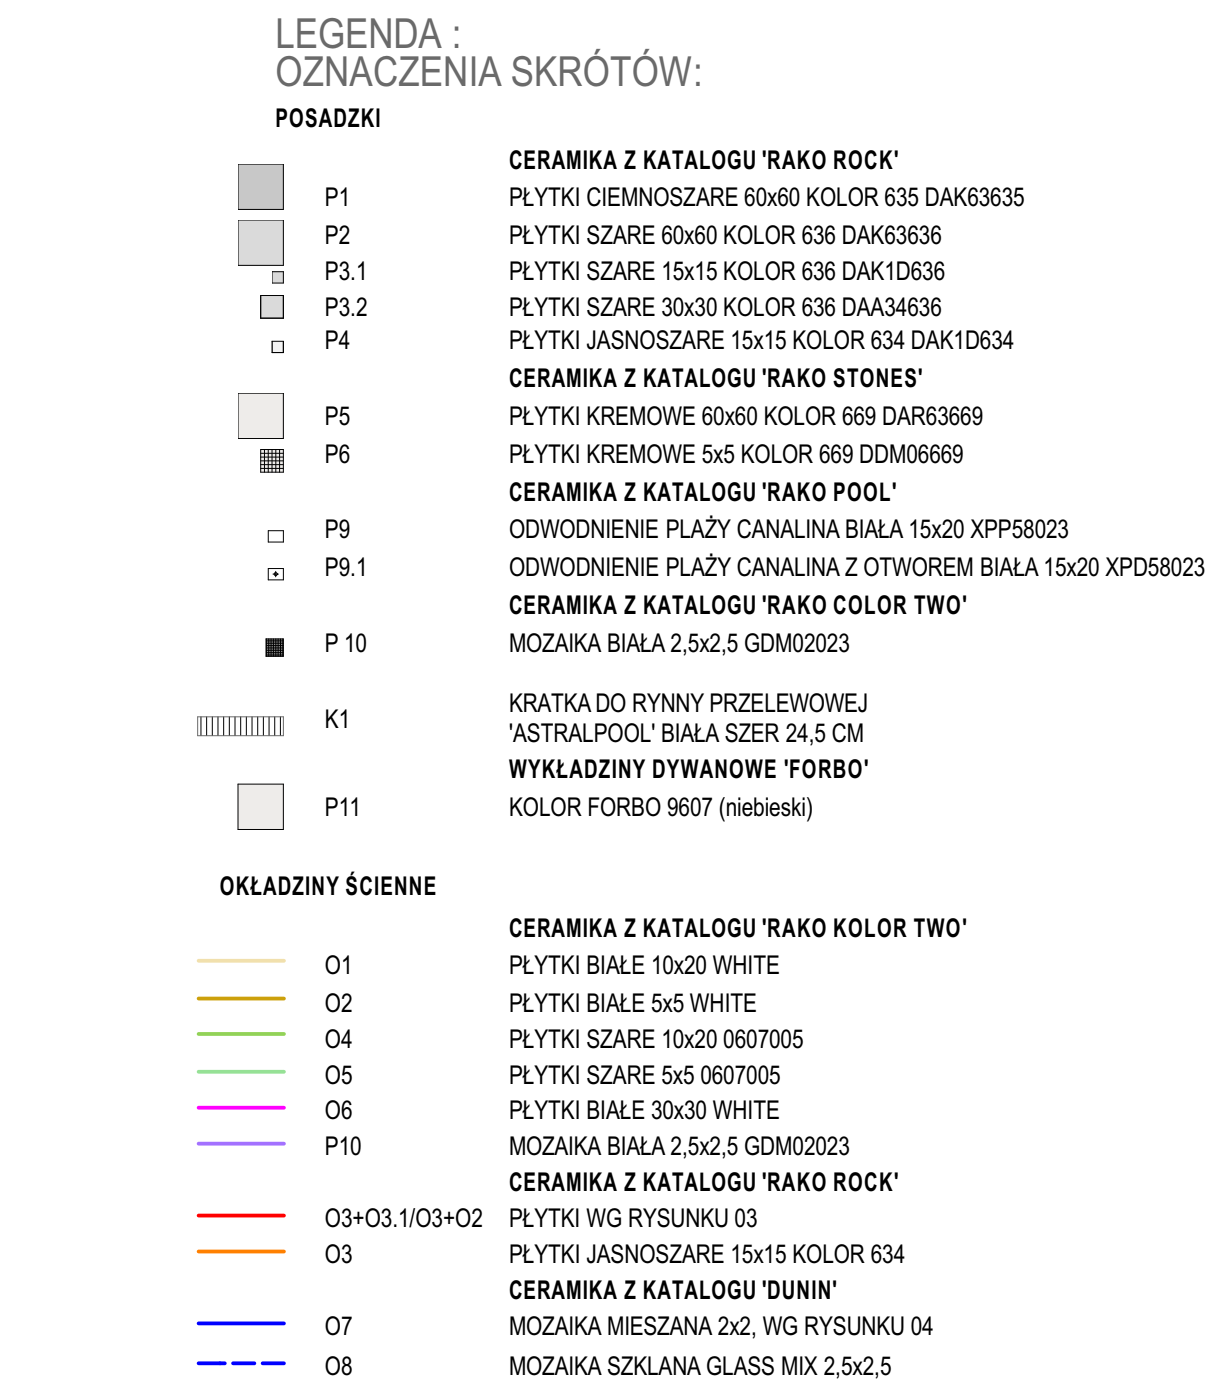 LEGENDA :
OZNACZENIA SKRÓTÓW:
POSADZKI
CERAMIKA Z KATALOGU 'RAKO ROCK'
P1 PŁYTKI CIEMNOSZARE 60x60 KOLOR 635 DAK63635
P2 PŁYTKI SZARE 60x60 KOLOR 636 DAK63636
P3.1 PŁYTKI SZARE 15x15 KOLOR 636 DAK1D636
P3.2 PŁYTKI SZARE 30x30 KOLOR 636 DAA34636
P4 PŁYTKI JASNOSZARE 15x15 KOLOR 634 DAK1D634
CERAMIKA Z KATALOGU 'RAKO STONES'
P5 PŁYTKI KREMOWE 60x60 KOLOR 669 DAR63669
P6 PŁYTKI KREMOWE 5x5 KOLOR 669 DDM06669
CERAMIKA Z KATALOGU 'RAKO POOL'
P9 ODWODNIENIE PLAŻY CANALINA BIAŁA 15x20 XPP58023
P9.1 ODWODNIENIE PLAŻY CANALINA Z OTWOREM BIAŁA 15x20 XPD58023
CERAMIKA Z KATALOGU 'RAKO COLOR TWO'
P 10 MOZAIKA BIAŁA 2,5x2,5 GDM02023
K1 KRATKA DO RYNNY PRZELEWOWEJ
'ASTRALPOOL' BIAŁA SZER 24,5 CM
WYKŁADZINY DYWANOWE 'FORBO'
P11 KOLOR FORBO 9607 (niebieski)
OKŁADZINY ŚCIENNE
CERAMIKA Z KATALOGU 'RAKO KOLOR TWO'
O1 PŁYTKI BIAŁE 10x20 WHITE
O2 PŁYTKI BIAŁE 5x5 WHITE
O4 PŁYTKI SZARE 10x20 0607005
O5 PŁYTKI SZARE 5x5 0607005
O6 PŁYTKI BIAŁE 30x30 WHITE
P10 MOZAIKA BIAŁA 2,5x2,5 GDM02023
CERAMIKA Z KATALOGU 'RAKO ROCK'
O3+O3.1/O3+O2 PŁYTKI WG RYSUNKU 03
O3 PŁYTKI JASNOSZARE 15x15 KOLOR 634
CERAMIKA Z KATALOGU 'DUNIN'
O7 MOZAIKA MIESZANA 2x2, WG RYSUNKU 04
O8 MOZAIKA SZKLANA GLASS MIX 2,5x2,5